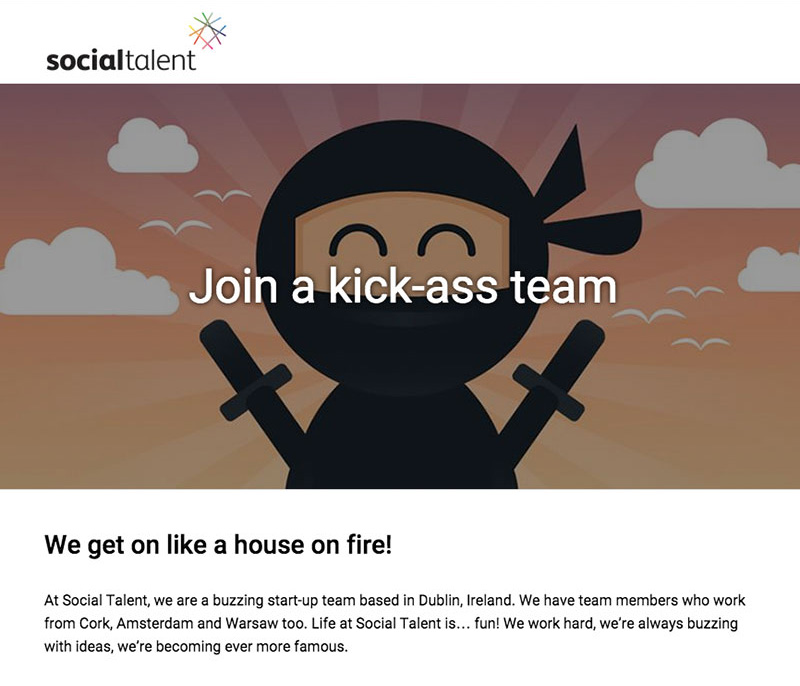 socialtalent
Join a kick-ass team
We get on like a house on fire!
At Social Talent, we are a buzzing start-up team based in Dublin, Ireland. We have team members who work
from Cork, Amsterdam and Warsaw too. Life at Social Talent is… fun! We work hard, we’re always buzzing
with ideas, we’re becoming ever more famous.